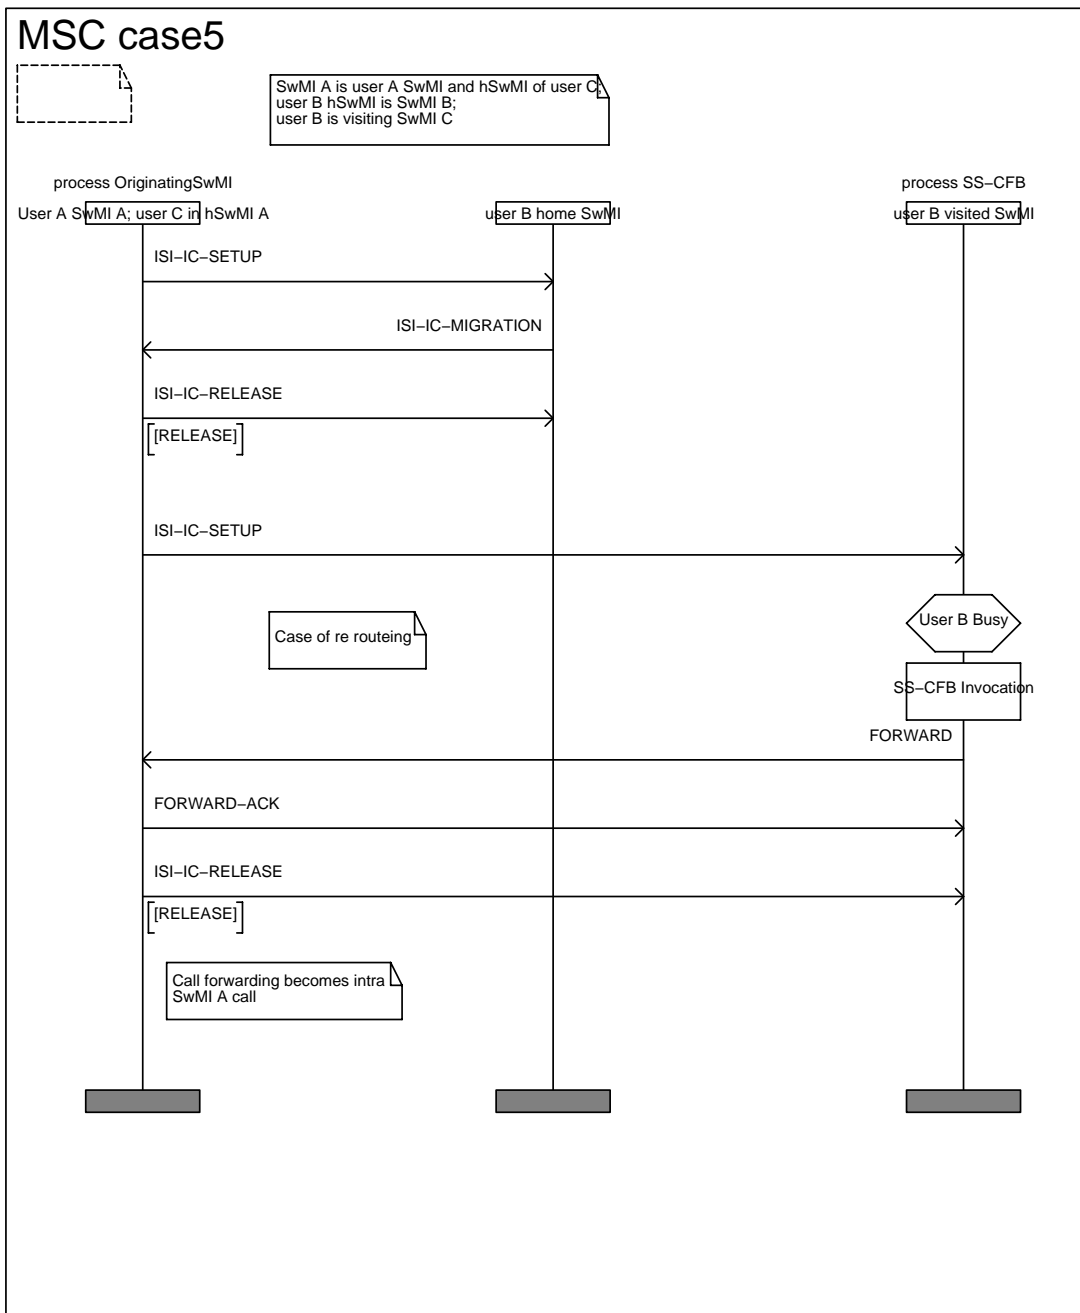 MSC case5
SwMI A is user A SwMI and hSwMI of user C;
user B hSwMI is SwMI B;
user B is visiting SwMI C
process OriginatingSwMI
process SS–CFB
User A SwMI A; user C in hSwMI A
user B home SwMI
user B visited SwMI
ISI–IC–SETUP
ISI–IC–MIGRATION
ISI–IC–RELEASE
[RELEASE]
ISI–IC–SETUP
User B Busy
Case of re routeing
SS–CFB Invocation
FORWARD
FORWARD–ACK
ISI–IC–RELEASE
[RELEASE]
Call forwarding becomes intra
SwMI A call